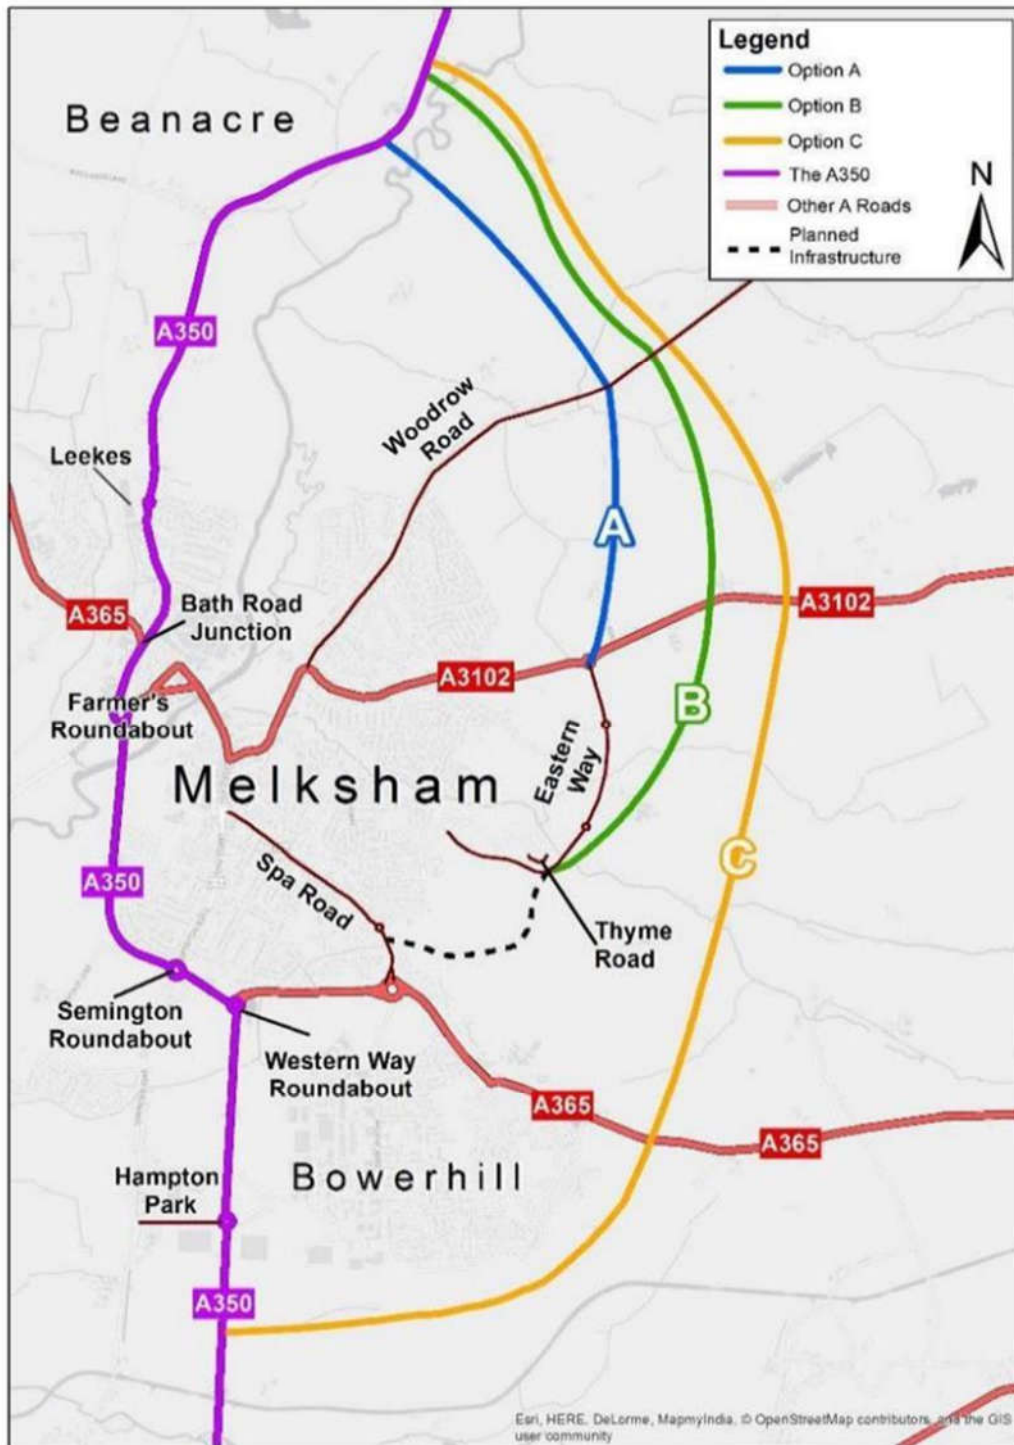 Legend
Option A
Option B
Option C
The A350
Other A Roads
Planned
Infrastructure
N
Beanacre
A350
Woodrow
Road
Leekes
A
A365
Bath Road
Junction
A3102
A3102
Farmer's
Roundabout
B
Eastern
Way
Melksham
C
A350
Spa Road
Thyme
Road
Semington
Roundabout
Western Way
Roundabout
A365
A365
Hampton
Park
Bowerhill
A350
Esri, HERE, DeLorme, MapmyIndia, © OpenStreetMap contributors, and the GIS
user community